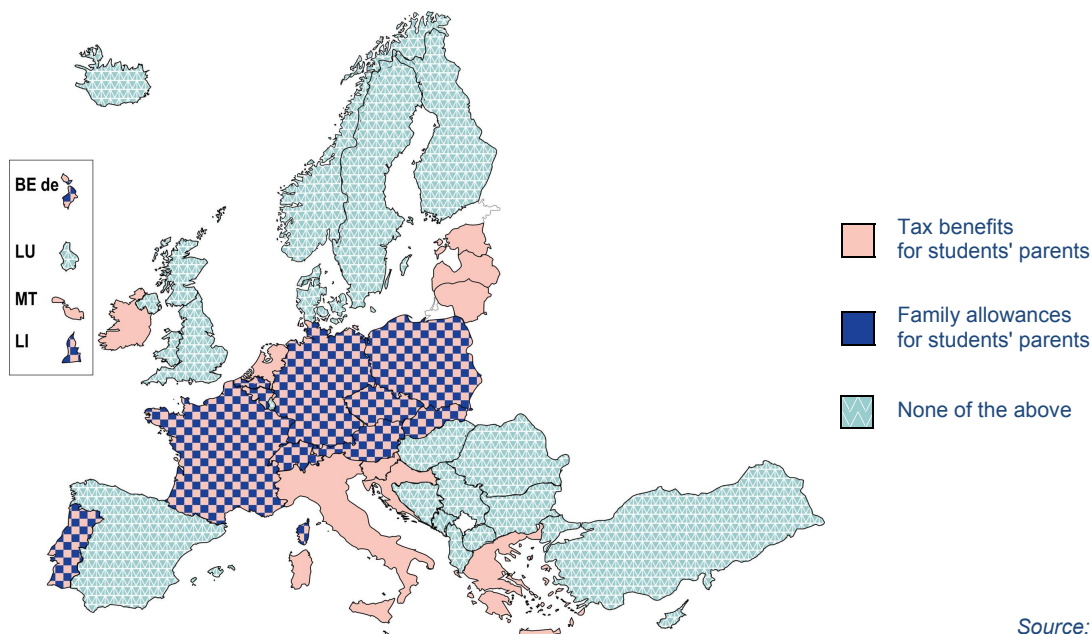 BE de
LU
MT
LI
Tax benefits
for students' parents
Family allowances
for students' parents
None of the above
Source: